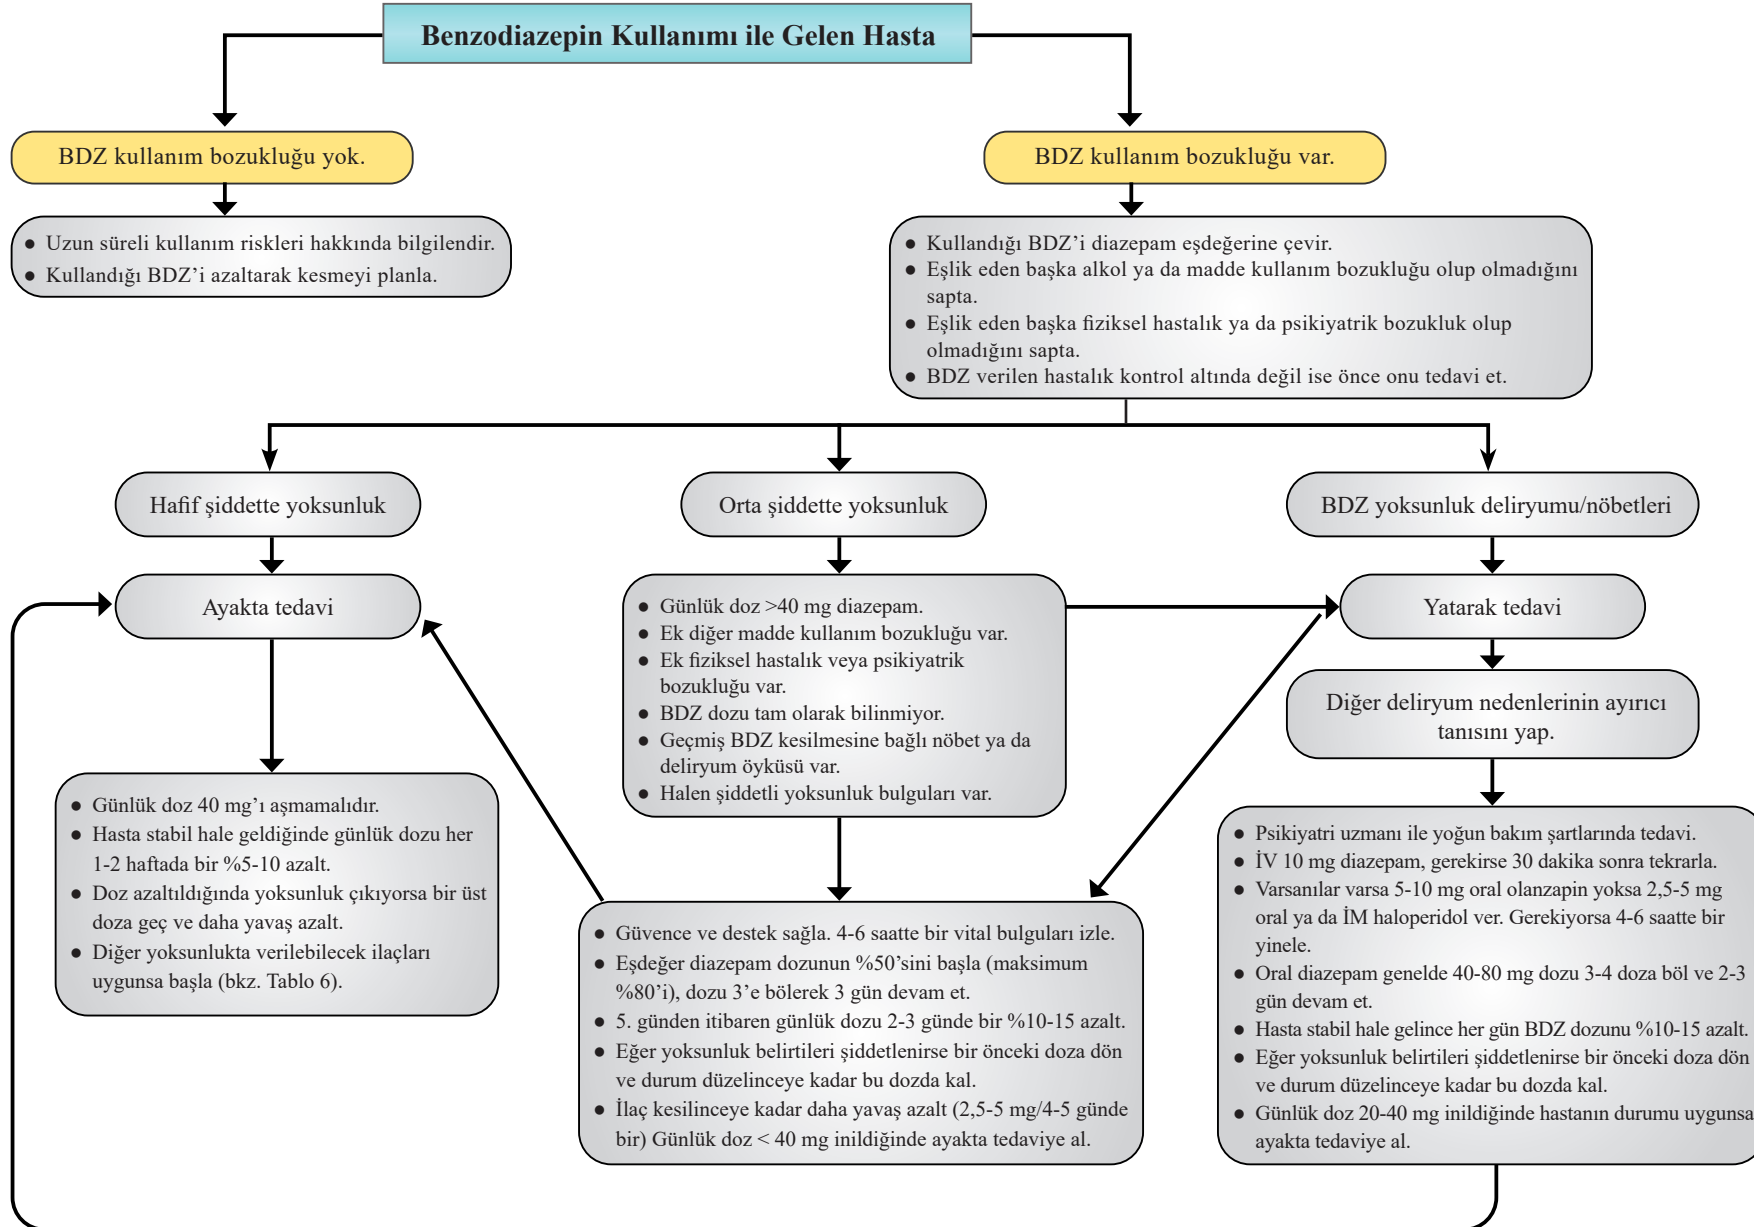 Benzodiazepin Kullanımı ile Gelen Hasta
BDZ kullanım bozukluğu yok.
BDZ kullanım bozukluğu var.
● Uzun süreli kullanım riskleri hakkında bilgilendir.
● Kullandığı BDZ’i azaltarak kesmeyi planla.
● Kullandığı BDZ’i diazepam eşdeğerine çevir.
● Eşlik eden başka alkol ya da madde kullanım bozukluğu olup olmadığını
sapta.
● Eşlik eden başka fiziksel hastalık ya da psikiyatrik bozukluk olup
olmadığını sapta.
● BDZ verilen hastalık kontrol altında değil ise önce onu tedavi et.
Hafif şiddette yoksunluk
Orta şiddette yoksunluk
BDZ yoksunluk deliryumu/nöbetleri
Ayakta tedavi
● Günlük doz >40 mg diazepam.
● Ek diğer madde kullanım bozukluğu var.
● Ek fiziksel hastalık veya psikiyatrik
bozukluğu var.
● BDZ dozu tam olarak bilinmiyor.
● Geçmiş BDZ kesilmesine bağlı nöbet ya da
deliryum öyküsü var.
● Halen şiddetli yoksunluk bulguları var.
Yatarak tedavi
Diğer deliryum nedenlerinin ayırıcı
tanısını yap.
● Günlük doz 40 mg’ı aşmamalıdır.
● Hasta stabil hale geldiğinde günlük dozu her
1-2 haftada bir %5-10 azalt.
● Doz azaltıldığında yoksunluk çıkıyorsa bir üst
doza geç ve daha yavaş azalt.
● Diğer yoksunlukta verilebilecek ilaçları
uygunsa başla (bkz. Tablo 6).
● Güvence ve destek sağla. 4-6 saatte bir vital bulguları izle.
● Eşdeğer diazepam dozunun %50’sini başla (maksimum
%80’i), dozu 3’e bölerek 3 gün devam et.
● 5. günden itibaren günlük dozu 2-3 günde bir %10-15 azalt.
● Eğer yoksunluk belirtileri şiddetlenirse bir önceki doza dön
ve durum düzelinceye kadar bu dozda kal.
● İlaç kesilinceye kadar daha yavaş azalt (2,5-5 mg/4-5 günde
bir) Günlük doz < 40 mg inildiğinde ayakta tedaviye al.
● Psikiyatri uzmanı ile yoğun bakım şartlarında tedavi.
● İV 10 mg diazepam, gerekirse 30 dakika sonra tekrarla.
● Varsanılar varsa 5-10 mg oral olanzapin yoksa 2,5-5 mg
oral ya da İM haloperidol ver. Gerekiyorsa 4-6 saatte bir
yinele.
● Oral diazepam genelde 40-80 mg dozu 3-4 doza böl ve 2-3
gün devam et.
● Hasta stabil hale gelince her gün BDZ dozunu %10-15 azalt.
● Eğer yoksunluk belirtileri şiddetlenirse bir önceki doza dön
ve durum düzelinceye kadar bu dozda kal.
● Günlük doz 20-40 mg inildiğinde hastanın durumu uygunsa
ayakta tedaviye al.